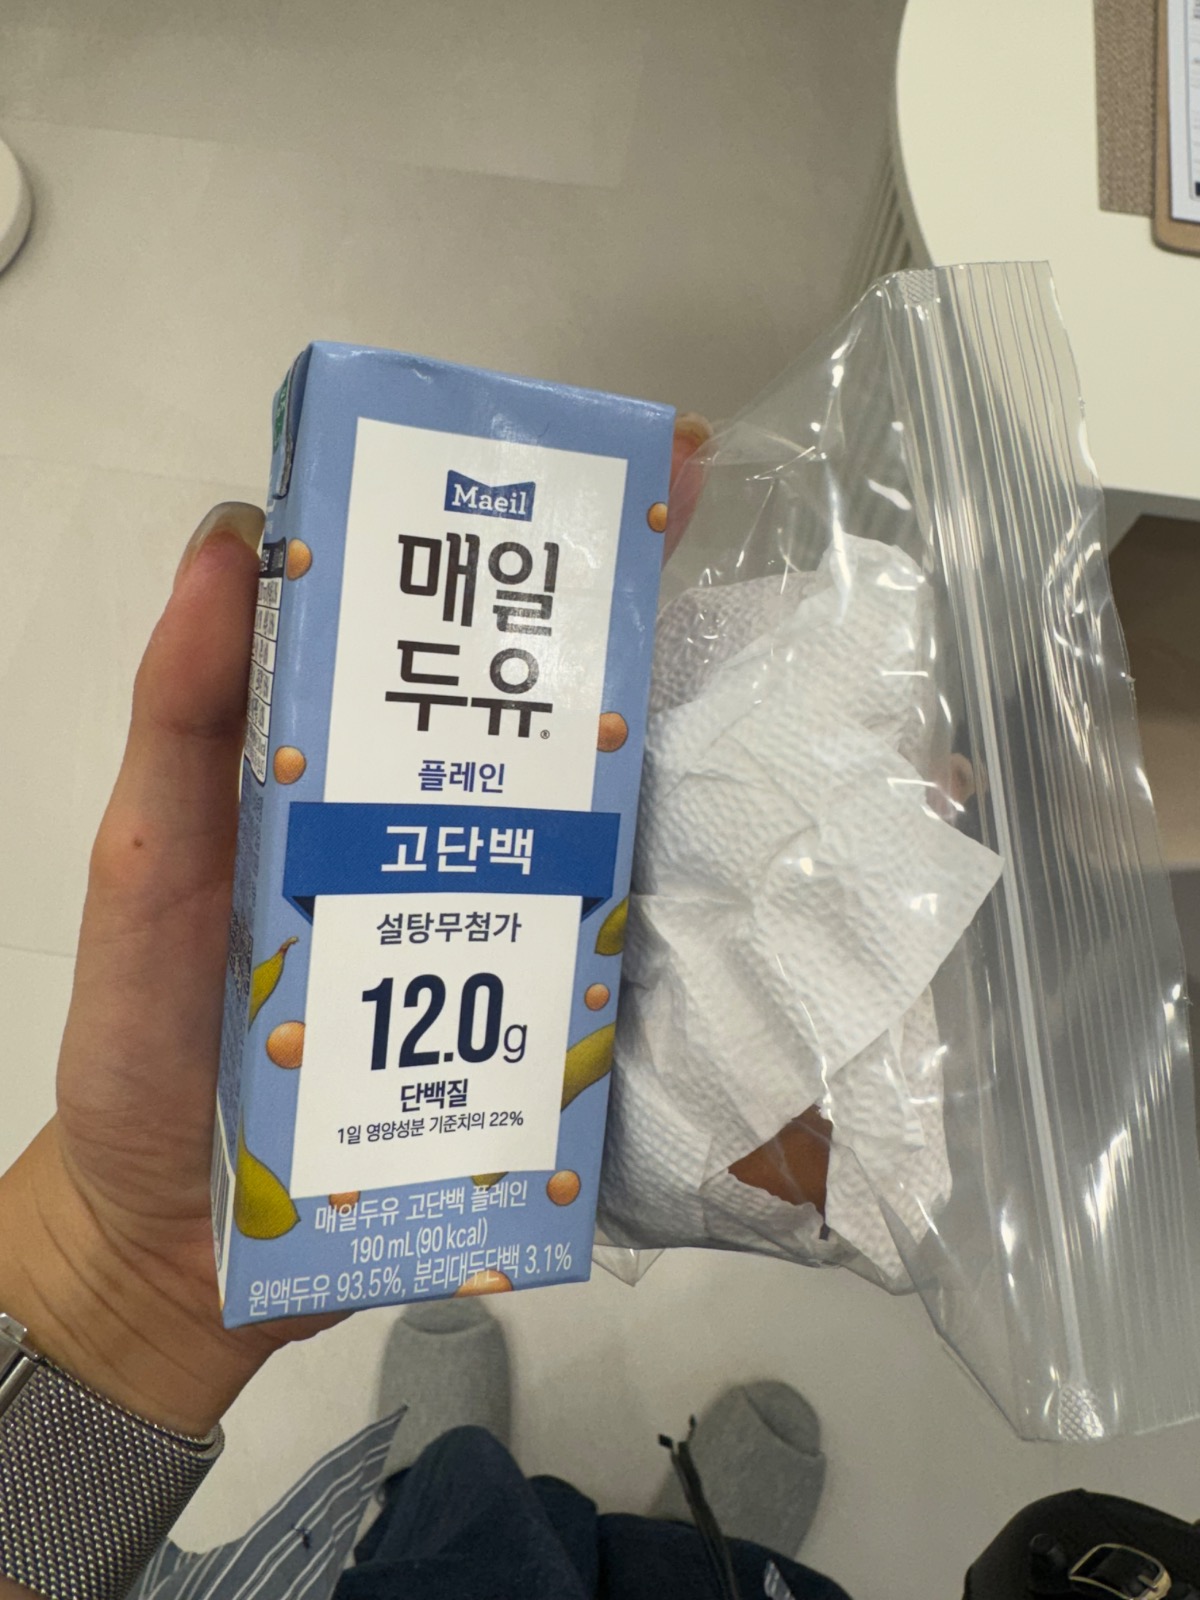 Maeil
매일
두유®
플레인
고단백
설탕무첨가
12.0g
단백질
1일 영양성분 기준치의 22%
매일두유 고단백 플레인
190 mL(90 kcal)
원액두유 93.5%, 분리대두단백 3.1%